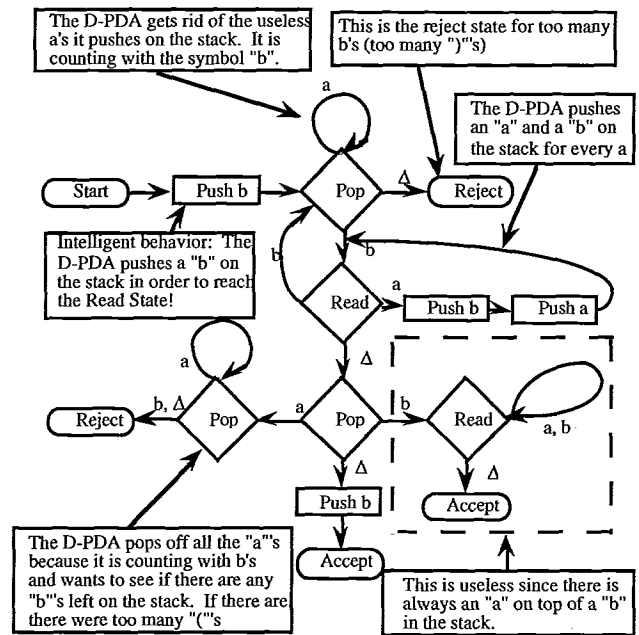 The D-PDA gets rid of the useless
a's it pushes on the stack. It is
counting with the symbol "b".
This is the reject state for too many
b's (too many ")"'s)
a
The D-PDA pushes
an "a" and a "b" on
the stack for every a
Start
Push b
Pop
Δ
Reject
Intelligent behavior: The
D-PDA pushes a "b" on
the stack in order to reach
the Read State!
b
b
Read
a
Push b
Push a
a
Δ
Reject
b, Δ
Pop
a
Pop
b
Read
a, b
Δ
Push b
Δ
Accept
Accept
The D-PDA pops off all the "a"'s
because it is counting with b's
and wants to see if there are any
"b"'s left on the stack. If there are
there were too many "("'s
This is useless since there is
always an "a" on top of a "b"
in the stack.